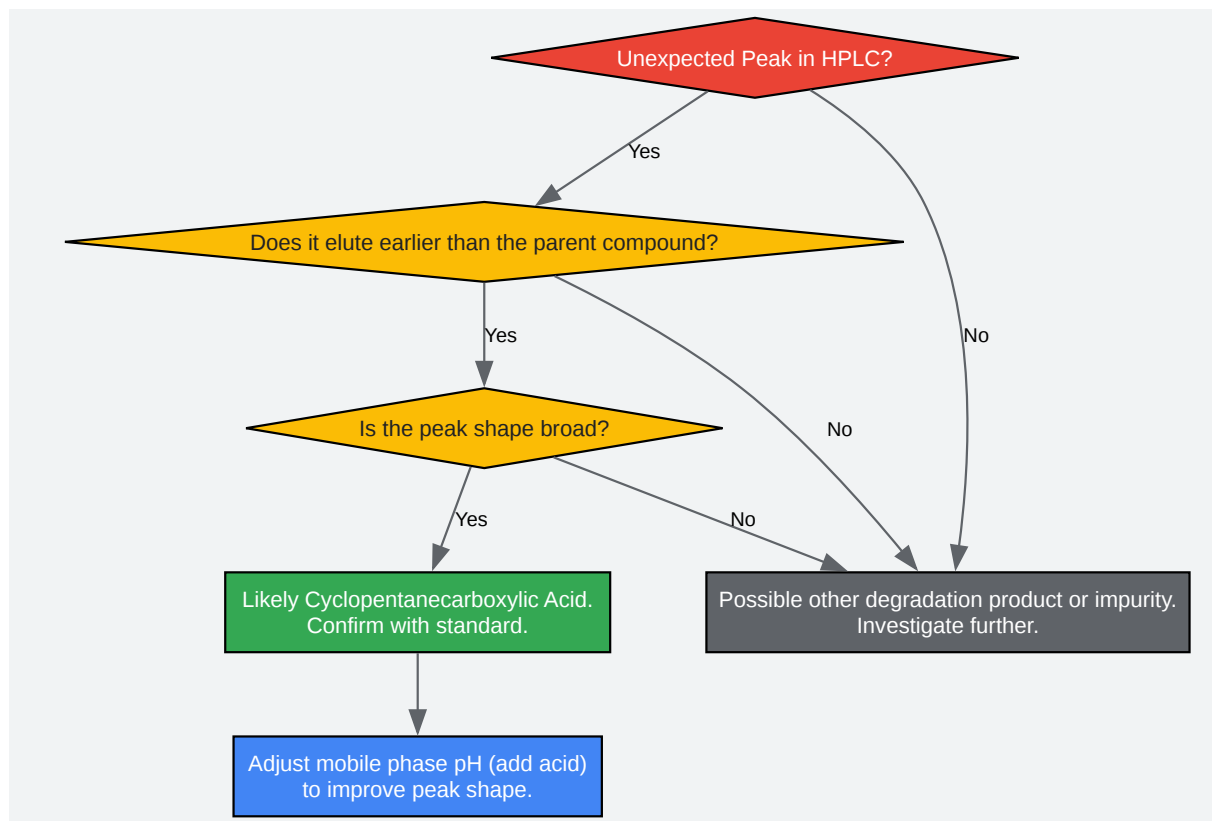 Unexpected Peak in HPLC?
Yes
Does it elute earlier than the parent compound?
Yes
No
Is the peak shape broad?
No
Yes
No
Likely Cyclopentanecarboxylic Acid.
Confirm with standard.
Possible other degradation product or impurity.
Investigate further.
Adjust mobile phase pH (add acid)
to improve peak shape.